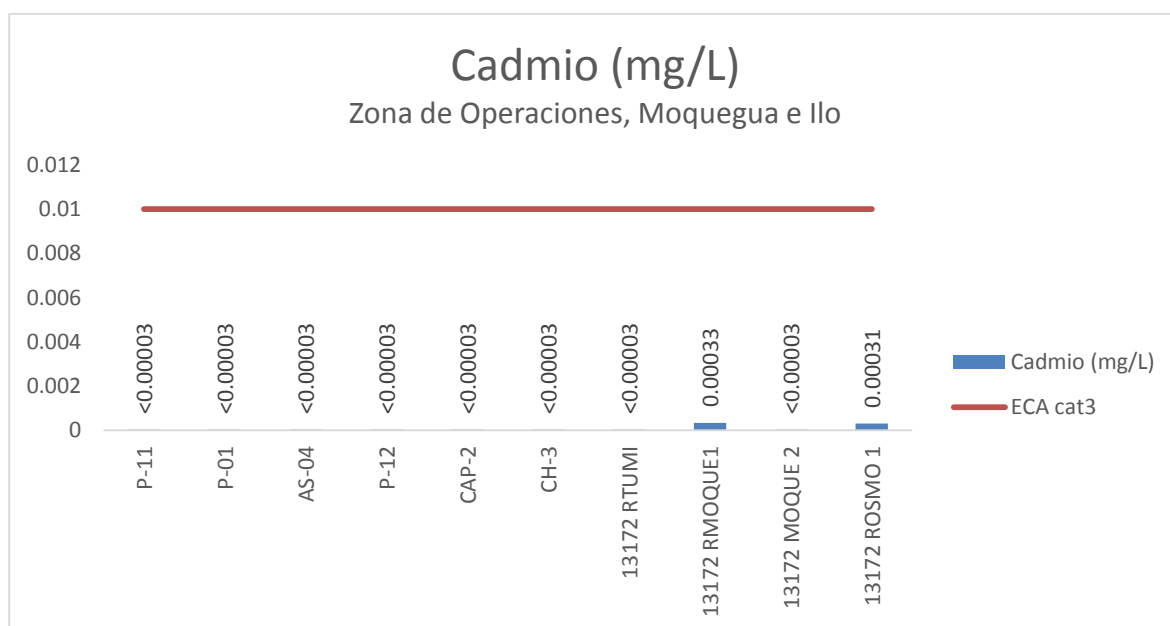 Cadmio (mg/L)
Zona de Operaciones, Moquegua e Ilo
0.012
0.01
0.008
0.006
0.004
0.002
0
<0.00003
<0.00003
<0.00003
<0.00003
<0.00003
<0.00003
<0.00003
0.00033
<0.00003
0.00031
P-11
P-01
AS-04
P-12
CAP-2
CH-3
13172 RTUMI
13172 RMOQUE1
13172 MOQUE 2
13172 ROSMO 1
Cadmio (mg/L)
ECA cat3